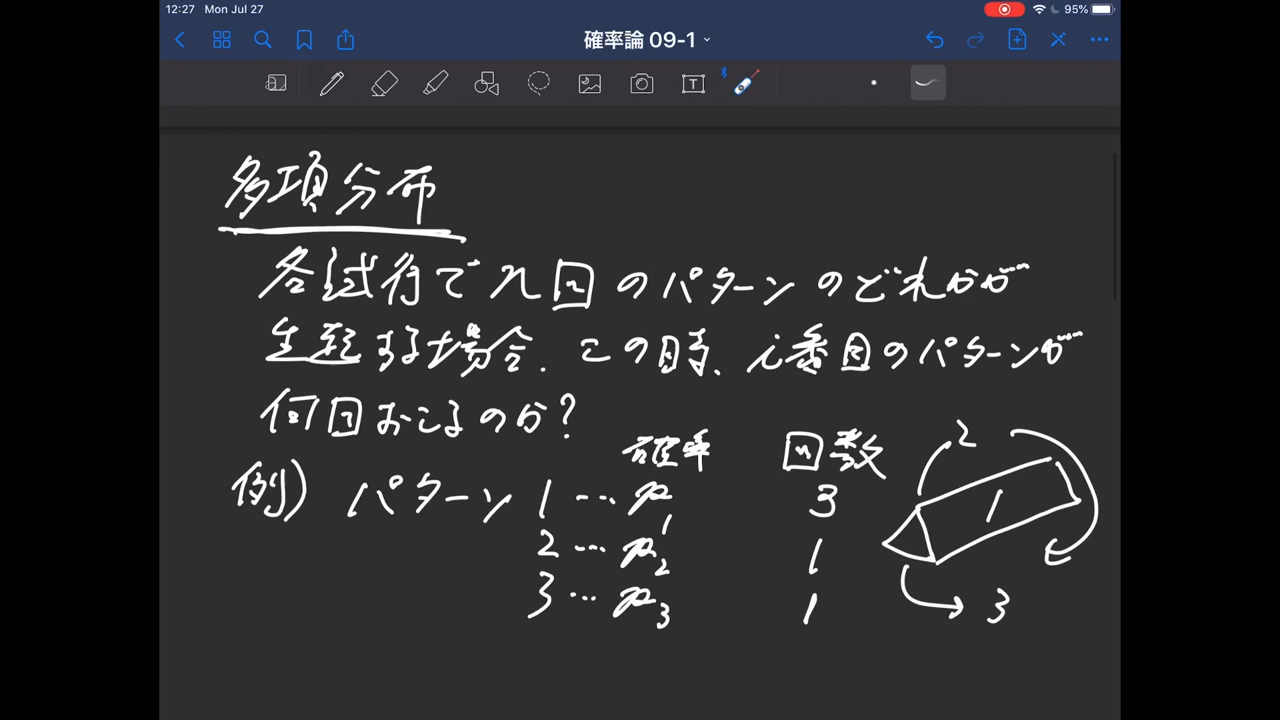 12:27 Mon Jul 27
95%
確率論 09-1
T
多項分布
各試行でn回のパターンのどれかが
生起する場合.この時、i番目のパターンが
何回おこるのか?
確率 回数
例) パターン 1 … p1 3
2 … p2 1
3 … p3 1
2
1
3